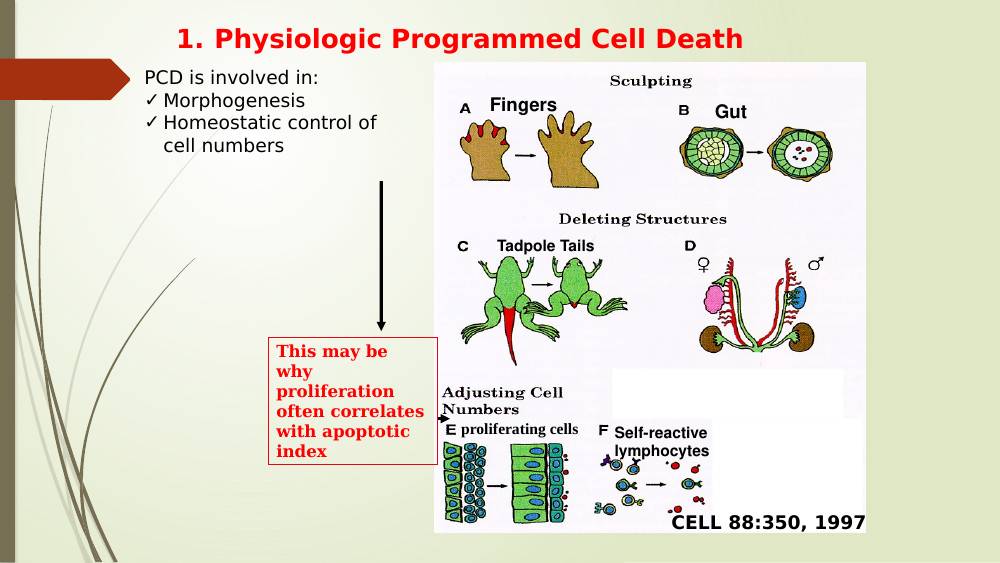 1. Physiologic Programmed Cell Death
PCD is involved in:
✓ Morphogenesis
✓ Homeostatic control of
cell numbers
This may be
why
proliferation
often correlates
with apoptotic
index
Sculpting
A Fingers
B Gut
Deleting Structures
C Tadpole Tails
D
♀ ♂
Adjusting Cell
Numbers
E proliferating cells
F Self-reactive
lymphocytes
CELL 88:350, 1997